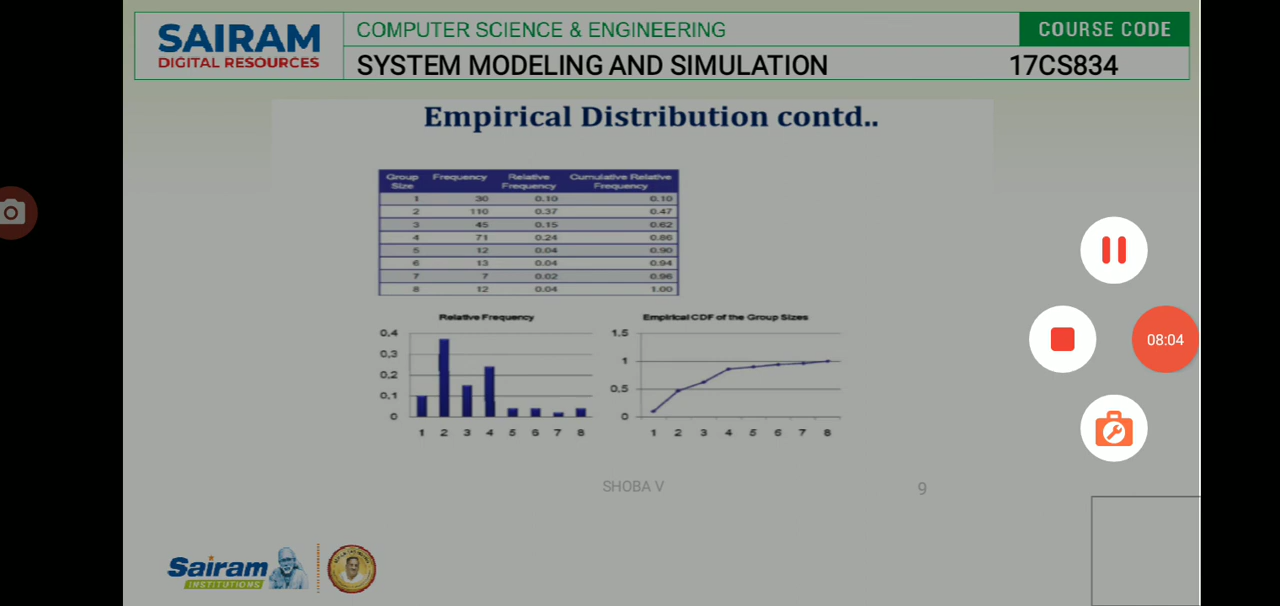 SAIRAM
DIGITAL RESOURCES
COMPUTER SCIENCE & ENGINEERING
COURSE CODE
SYSTEM MODELING AND SIMULATION
17CS834
Empirical Distribution contd..
Group Size Frequency Relative Frequency Cumulative Relative Frequency
1 30 0.10 0.10
2 110 0.37 0.47
3 45 0.15 0.62
4 71 0.24 0.86
5 12 0.04 0.90
6 13 0.04 0.94
7 7 0.02 0.96
8 12 0.04 1.00
Relative Frequency
0,4
0,3
0,2
0,1
0
1 2 3 4 5 6 7 8
Empirical CDF of the Group Sizes
1,5
1
0,5
0
1 2 3 4 5 6 7 8
08:04
SHOBA V
9
Sairam
INSTITUTIONS